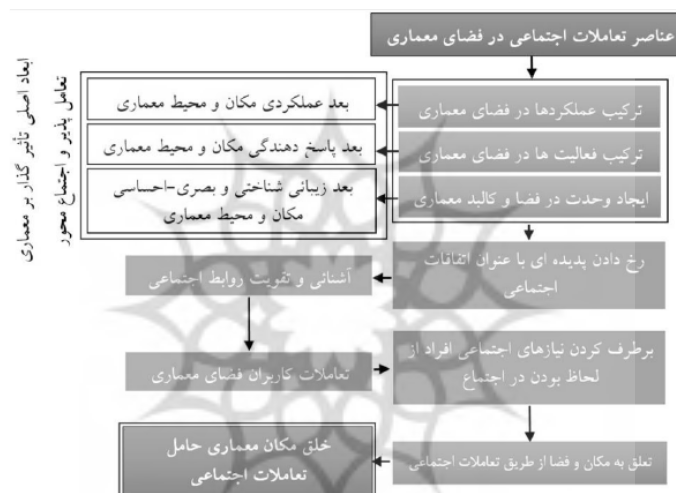 عناصر تعاملات اجتماعی در فضای معماری
ترکیب عملکردها در فضای معماری
بعد عملکردی مکان و محیط معماری
ترکیب فعالیت ها در فضای معماری
بعد پاسخ دهندگی مکان و محیط معماری
ایجاد وحدت در فضا و کالبد معماری
بعد زیبائی شناختی و بصری-احساسی
مکان و محیط معماری
ابعاد اصلی تأثیر گذار بر معماری
تعامل پذیر و اجتماع محور
رخ دادن پدیده ای با عنوان اتفاقات
اجتماعی
آشنائی و تقویت روابط اجتماعی
تعاملات کاربران فضای معماری
برطرف کردن نیازهای اجتماعی افراد از
لحاظ بودن در اجتماع
تعلق به مکان و فضا از طریق تعاملات اجتماعی
خلق مکان معماری حامل
تعاملات اجتماعی